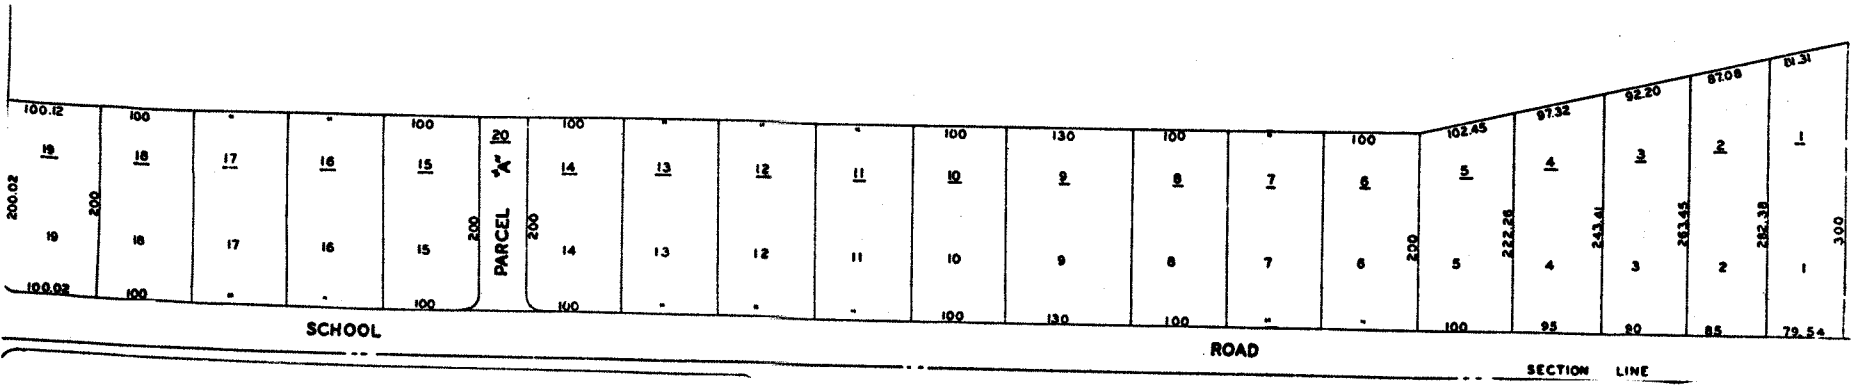 100.12 100 " " 100 20 100 " " " 100 130 100 " 100 102.45 97.32 92.20 87.08 81.31
19 18 17 16 15 PARCEL "A" 14 13 12 11 10 9 8 7 6 5 4 3 2 1
200.02 200 200 200 200 222.26 243.41 263.45 282.38 300
19 18 17 16 15 14 13 12 11 10 9 8 7 6 5 4 3 2 1
100.02 100 " " 100 100 " " " 100 130 100 " " 100 95 90 85 79.54
SCHOOL ROAD
SECTION LINE